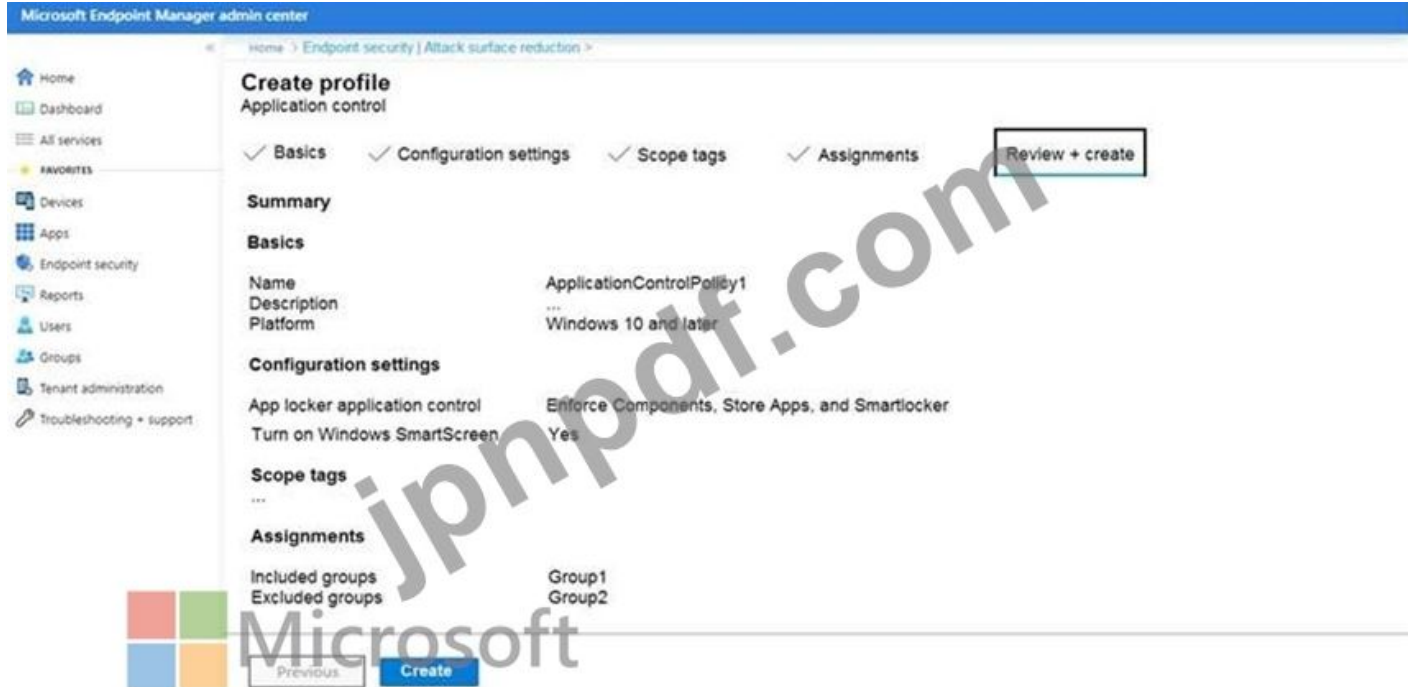 Microsoft Endpoint Manager admin center
«
Home > Endpoint security | Attack surface reduction >
Home
Dashboard
All services
FAVORITES
Devices
Apps
Endpoint security
Reports
Users
Groups
Tenant administration
Troubleshooting + support
Create profile
Application control
Basics Configuration settings Scope tags Assignments Review + create
Summary
Basics
Name ApplicationControlPolicy1
Description ...
Platform Windows 10 and later
Configuration settings
App locker application control Enforce Components, Store Apps, and Smartlocker
Turn on Windows SmartScreen Yes
Scope tags
...
Assignments
Included groups Group1
Excluded groups Group2
Previous Create
jpnpdf.com
Microsoft